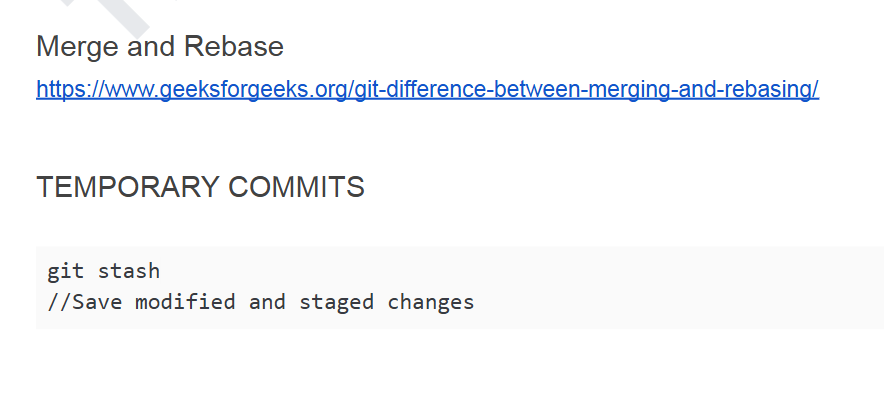 Merge and Rebase
https://www.geeksforgeeks.org/git-difference-between-merging-and-rebasing/
TEMPORARY COMMITS
git stash
//Save modified and staged changes